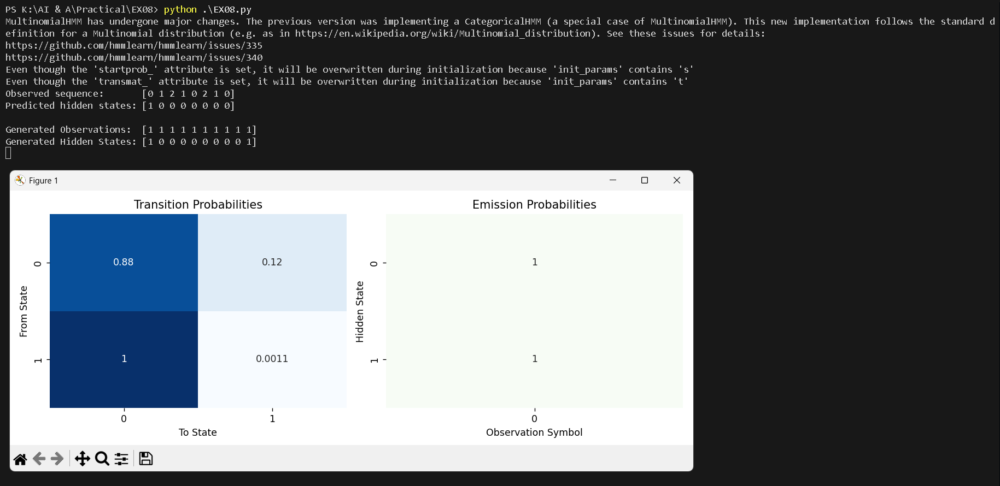 PS K:\AI & A\Practical\EX08> python .\EX08.py
MultinomialHMM has undergone major changes. The previous version was implementing a CategoricalHMM (a special case of MultinomialHMM). This new implementation follows the standard d
efinition for a Multinomial distribution (e.g. as in https://en.wikipedia.org/wiki/Multinomial_distribution). See these issues for details:
https://github.com/hmmlearn/hmmlearn/issues/335
https://github.com/hmmlearn/hmmlearn/issues/340
Even though the 'startprob_' attribute is set, it will be overwritten during initialization because 'init_params' contains 's'
Even though the 'transmat_' attribute is set, it will be overwritten during initialization because 'init_params' contains 't'
Observed sequence:       [0 1 2 1 0 2 1 0]
Predicted hidden states: [1 0 0 0 0 0 0 0]
Generated Observations:  [1 1 1 1 1 1 1 1 1 1]
Generated Hidden States: [1 0 0 0 0 0 0 0 0 1]
Figure 1
Transition Probabilities
0.88
0.12
1
0.0011
0
1
From State
0
1
To State
Emission Probabilities
1
1
0
1
Hidden State
0
Observation Symbol